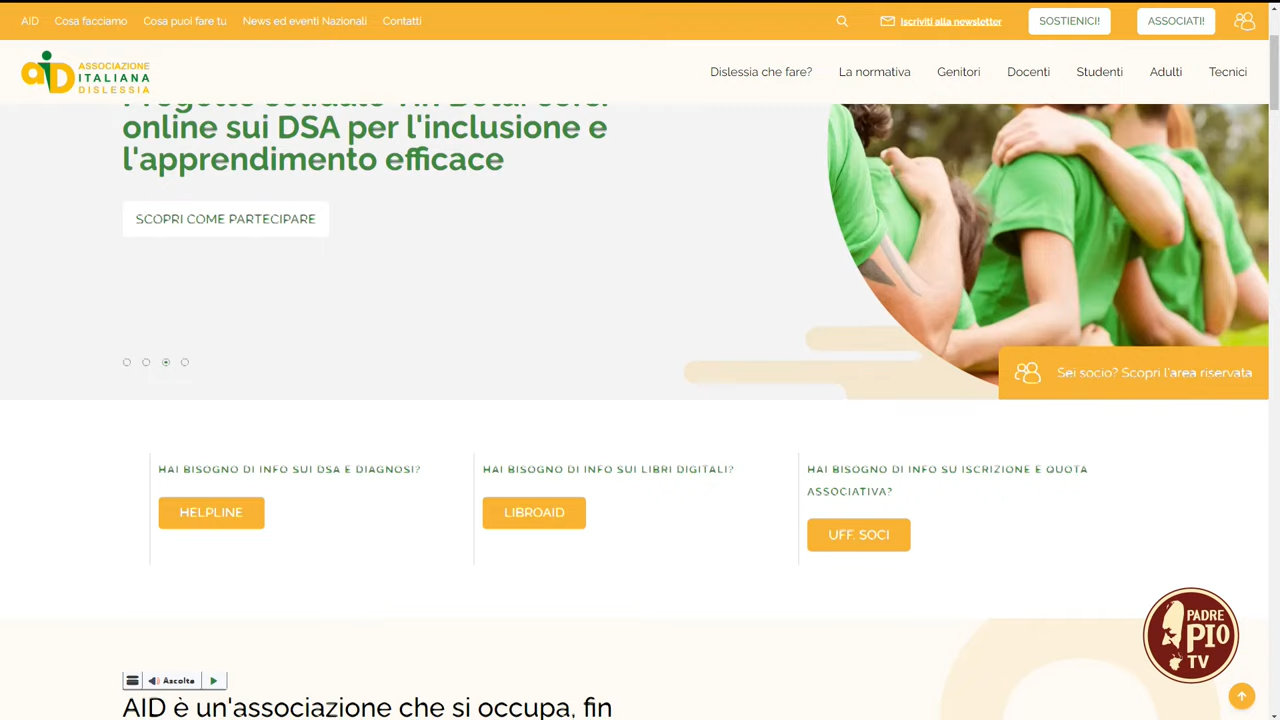 AID Cosa facciamo Cosa puoi fare tu News ed eventi Nazionali Contatti Iscriviti alla newsletter SOSTIENICI! ASSOCIATI!
aiD ASSOCIAZIONE
ITALIANA
DISLESSIA
Dislessia che fare? La normativa Genitori Docenti Studenti Adulti Tecnici
online sui DSA per l'inclusione e
l'apprendimento efficace
SCOPRI COME PARTECIPARE
Sei socio? Scopri l'area riservata
HAI BISOGNO DI INFO SUI DSA E DIAGNOSI?
HELPLINE
HAI BISOGNO DI INFO SUI LIBRI DIGITALI?
LIBROAID
HAI BISOGNO DI INFO SU ISCRIZIONE E QUOTA
ASSOCIATIVA?
UFF. SOCI
PADRE
PIO
TV
Ascolta
AID è un'associazione che si occupa, fin